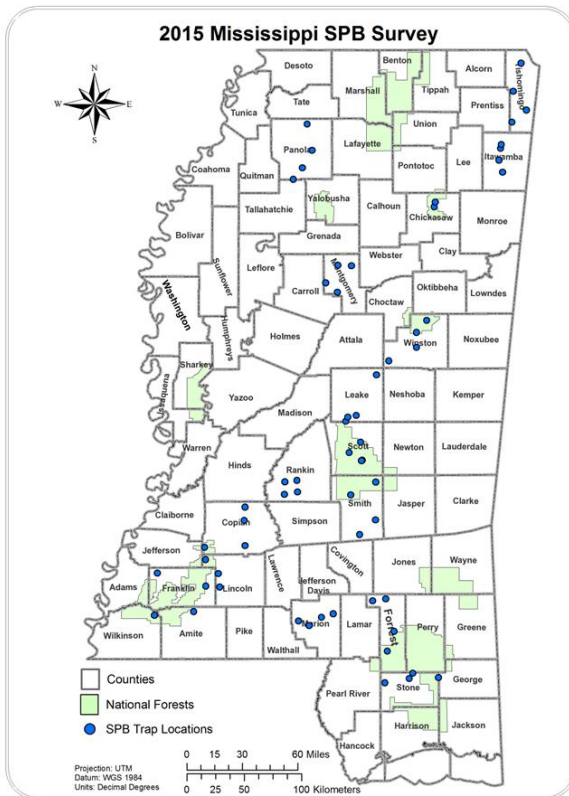 2015 Mississippi SPB Survey
N
W E
S
Desoto
Benton
Alcorn
Tishomingo
Marshall
Tippah
Tate
Prentiss
Tunica
Union
Panola
Lafayette
Lee
Itawamba
Coahoma
Quitman
Pontotoc
Yalobusha
Tallahatchie
Calhoun
Chickasaw
Monroe
Bolivar
Grenada
Sunflower
Leflore
Webster
Clay
Montgomery
Carroll
Oktibbeha
Washington
Choctaw
Lowndes
Humphreys
Holmes
Attala
Winston
Noxubee
Sharkey
Issaquena
Yazoo
Leake
Neshoba
Kemper
Madison
Warren
Scott
Newton
Lauderdale
Hinds
Rankin
Smith
Jasper
Clarke
Claiborne
Copiah
Simpson
Jefferson
Covington
Jones
Wayne
Adams
Franklin
Lincoln
Lawrence
Jefferson
Davis
Wilkinson
Amite
Pike
Marion
Lamar
Forrest
Perry
Greene
Walthall
Pearl River
Stone
George
Harrison
Jackson
Hancock
Counties
National Forests
SPB Trap Locations
0 15 30 60 Miles
Projection: UTM
Datum: WGS 1984
Units: Decimal Degrees
0 25 50 100 Kilometers